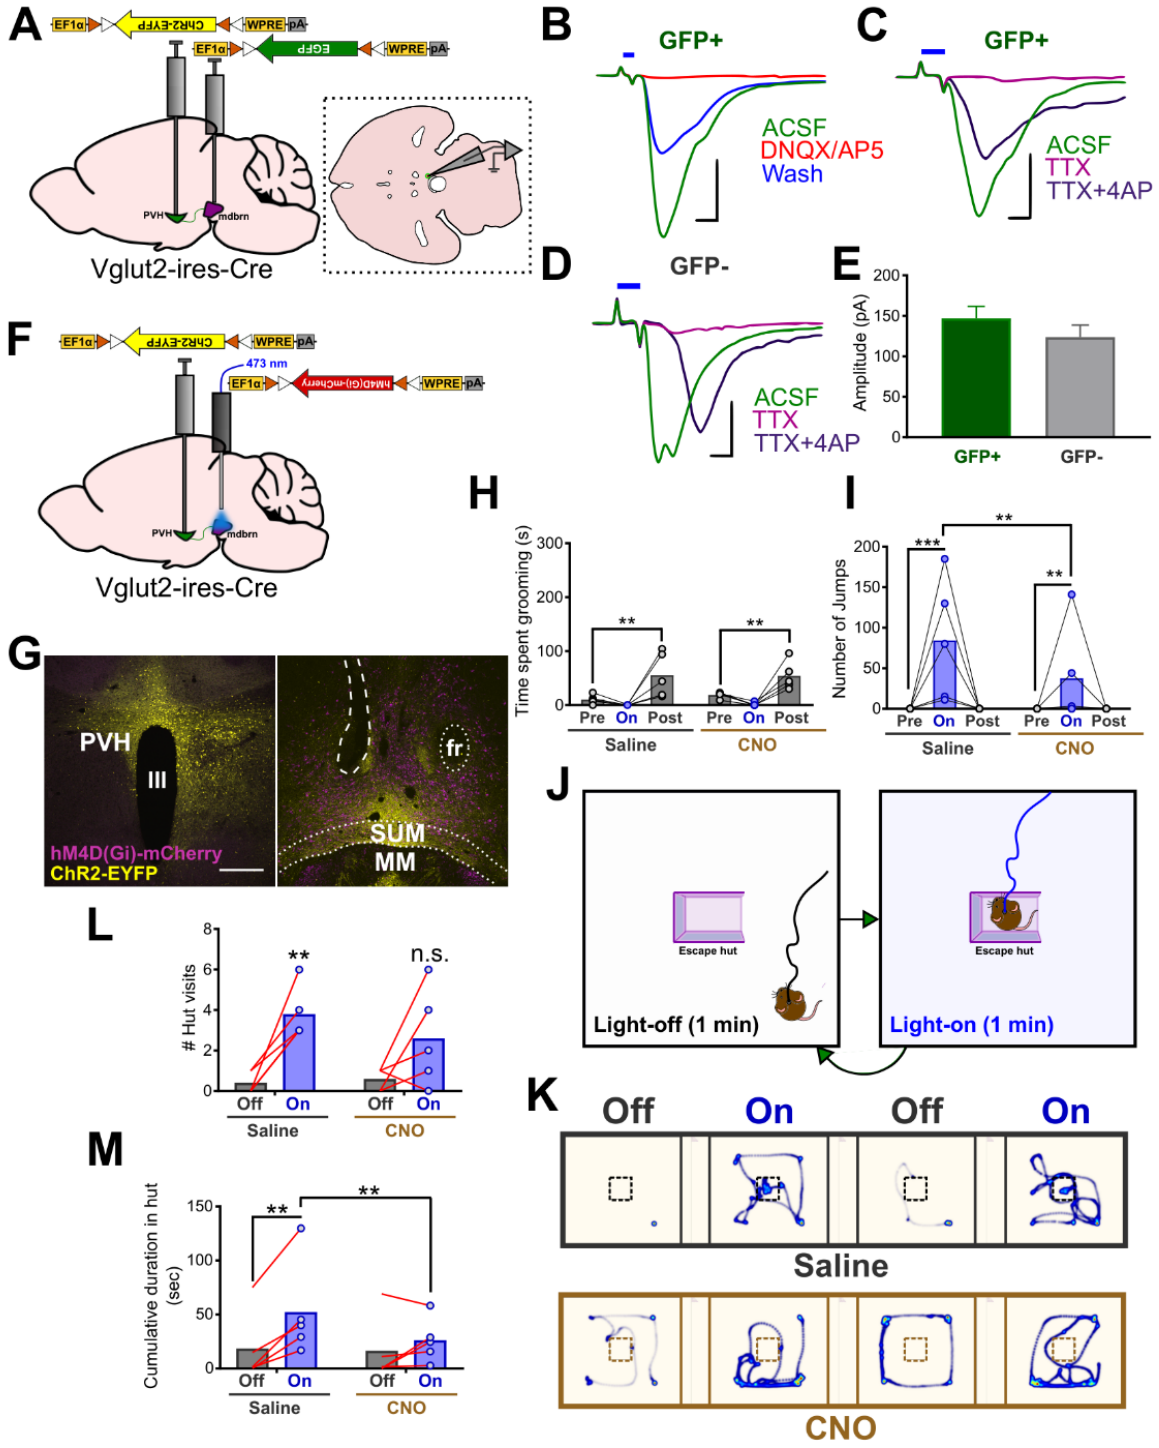 A
EF1α
ChR2-EYFP
WPRE
pA
EF1α
EGFP
WPRE
pA
PVH
mdbrn
Vglut2-ires-Cre
B
GFP+
ACSF
DNQX/AP5
Wash
C
GFP+
ACSF
TTX
TTX+4AP
D
GFP-
ACSF
TTX
TTX+4AP
E
Amplitude (pA)
200
150
100
50
0
GFP+
GFP-
F
EF1α
ChR2-EYFP
WPRE
pA
473 nm
EF1α
hM4D(Gi)-mCherry
WPRE
pA
PVH
mdbrn
Vglut2-ires-Cre
G
PVH
III
hM4D(Gi)-mCherry
ChR2-EYFP
fr
SUM
MM
H
Time spent grooming (s)
300
200
100
0
**
**
Pre On Post Pre On Post
Saline CNO
I
Number of Jumps
200
150
100
50
0
***
**
**
Pre On Post Pre On Post
Saline CNO
J
Escape hut
Light-off (1 min)
Escape hut
Light-on (1 min)
K
Off On Off On
Saline
CNO
L
# Hut visits
8
6
4
2
0
**
n.s.
Off On Off On
Saline CNO
M
Cumulative duration in hut
(sec)
150
100
50
0
**
**
Off On Off On
Saline CNO